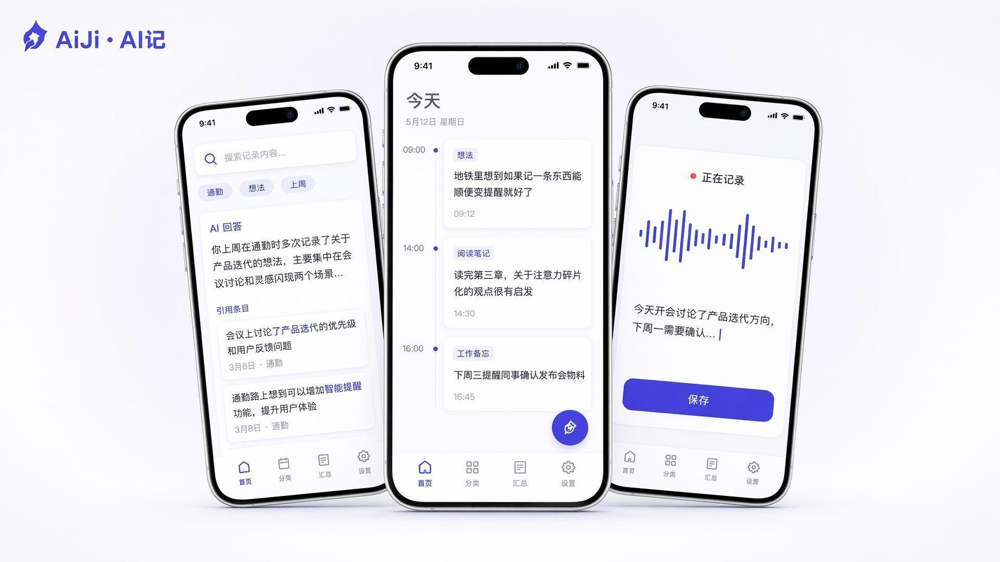 AiJi · AI记
9:41
搜索记录内容...
通勤
想法
上周
AI 回答
你上周在通勤时多次记录了关于
产品迭代的想法，主要集中在会
议讨论和灵感闪现两个场景...
引用条目
会议上讨论了产品迭代的优先级
和用户反馈问题
3月8日 · 通勤
通勤路上想到可以增加智能提醒
功能，提升用户体验
3月8日 · 通勤
首页
分类
汇总
设置
9:41
今天
5月12日 星期日
09:00
想法
地铁里想到如果记一条东西能
顺便变提醒就好了
09:12
14:00
阅读笔记
读完第三章，关于注意力碎片
化的观点很有启发
14:30
16:00
工作备忘
下周三提醒同事确认发布会物料
16:45
首页
分类
汇总
设置
9:41
正在记录
今天开会讨论了产品迭代方向，
下周一需要确认...
保存
首页
分类
汇总
设置